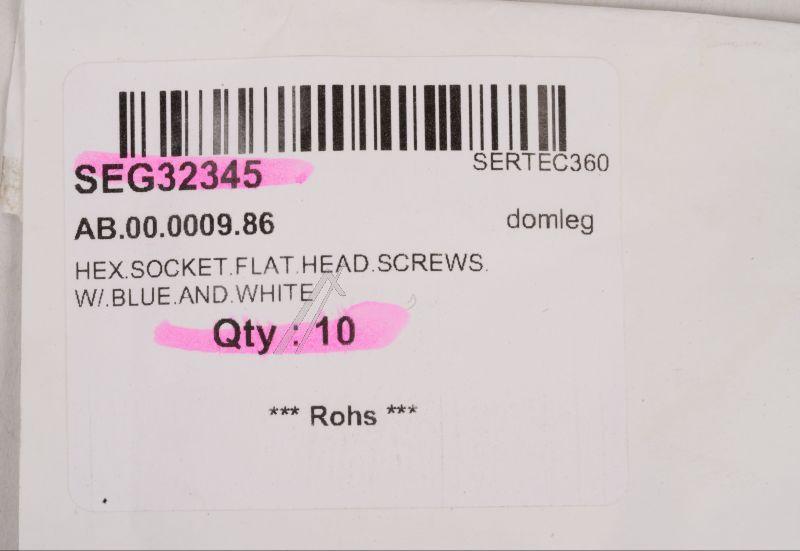 SERTEC360
SEG32345
AB.00.0009.86 domleg
HEX.SOCKET.FLAT.HEAD.SCREWS.
W/.BLUE.AND.WHITE
Qty : 10
*** Rohs ***